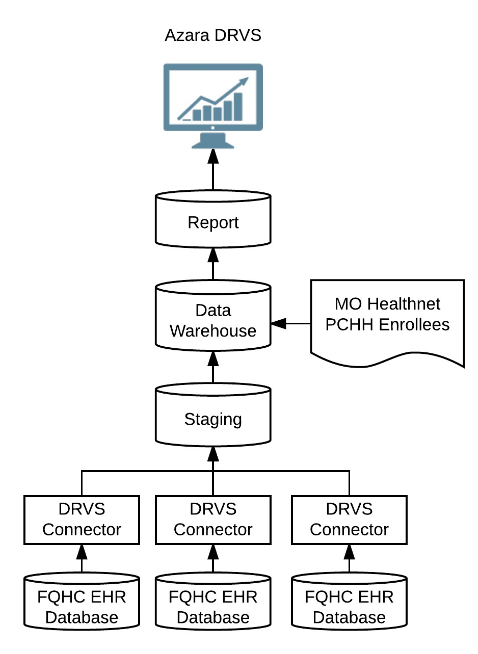 Azara DRVS
Report
Data
Warehouse
MO Healthnet
PCHH Enrollees
Staging
DRVS
Connector
DRVS
Connector
DRVS
Connector
FQHC EHR
Database
FQHC EHR
Database
FQHC EHR
Database